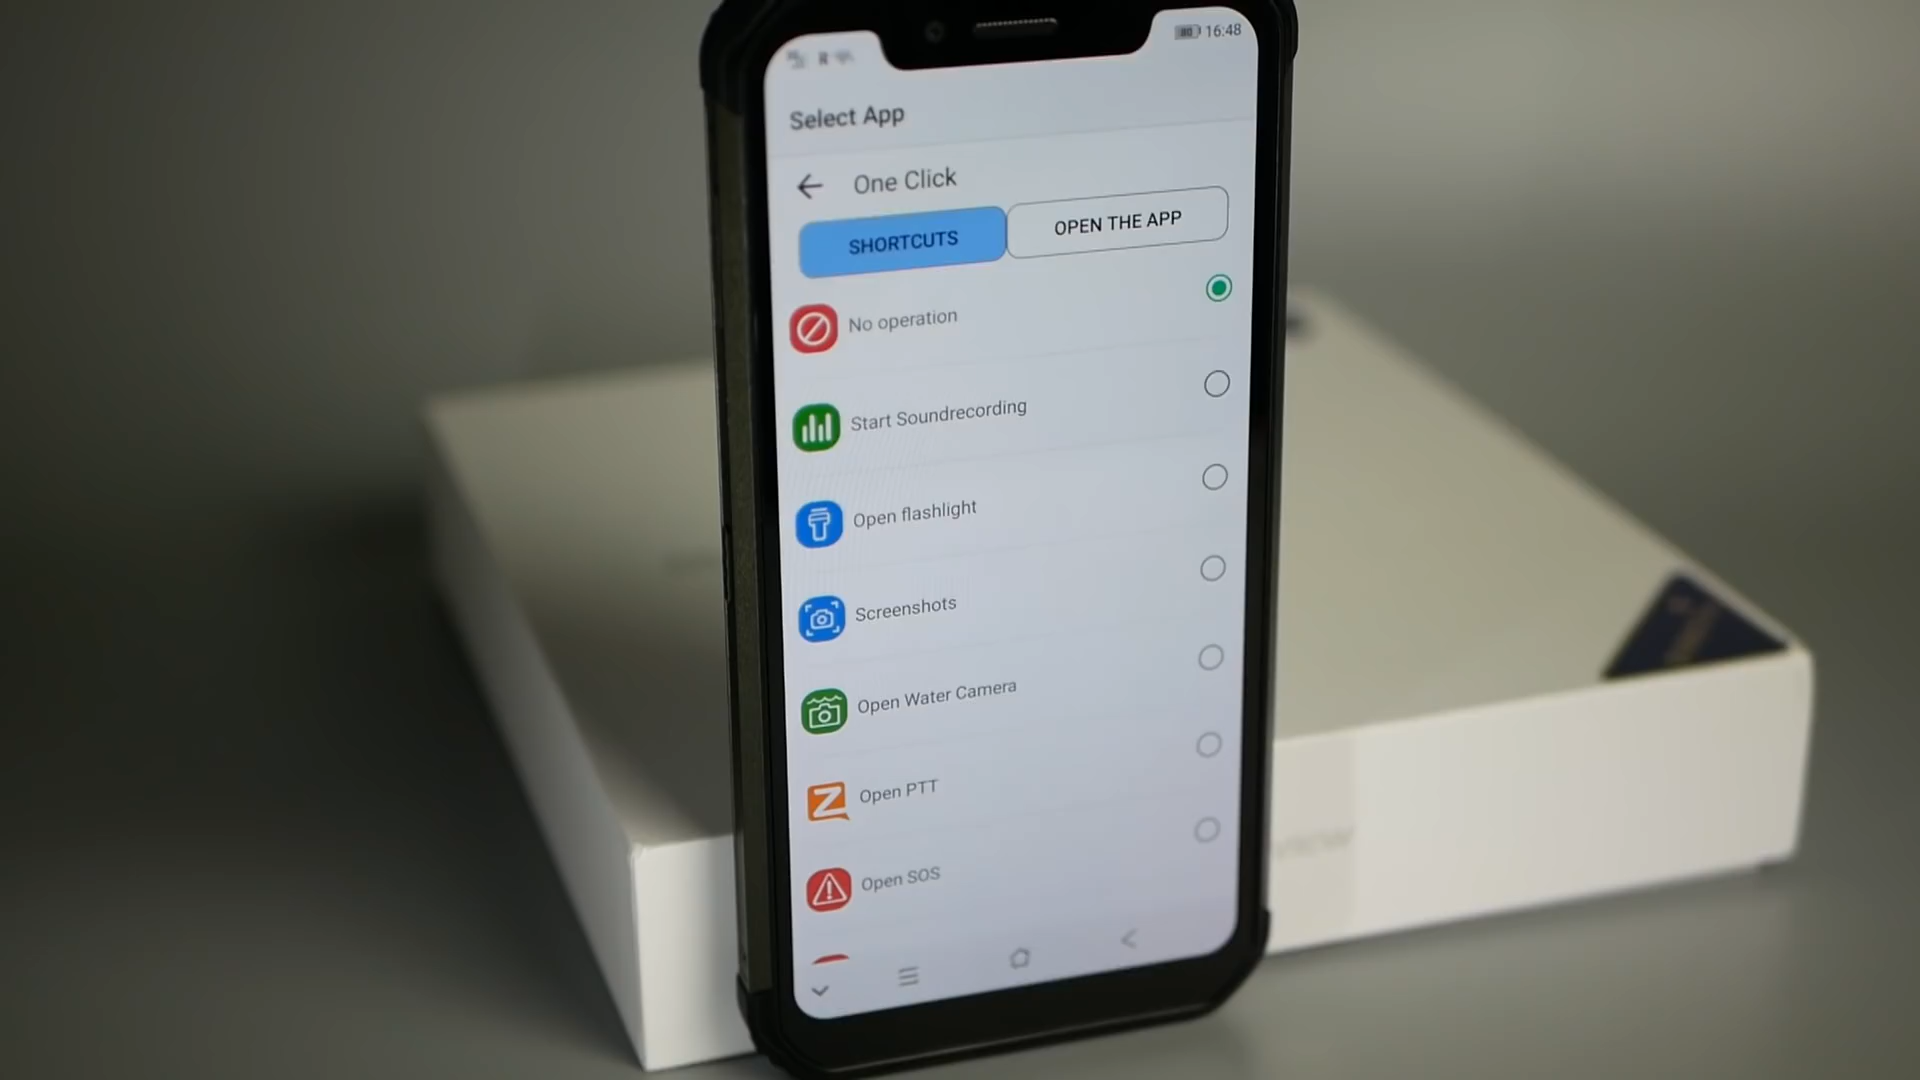 80 16:48
Select App
One Click
SHORTCUTS
OPEN THE APP
No operation
Start Soundrecording
Open flashlight
Screenshots
Open Water Camera
Open PTT
Open SOS